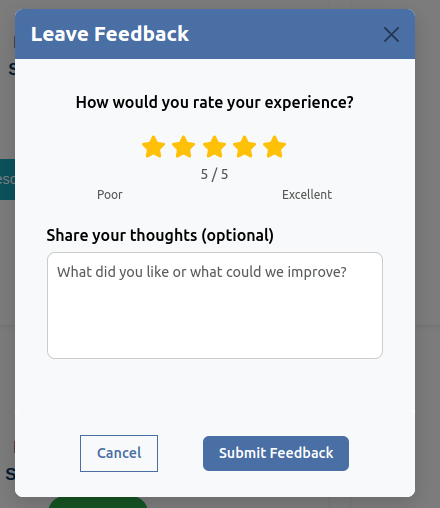 Leave Feedback
How would you rate your experience?
5 / 5
Poor Excellent
Share your thoughts (optional)
What did you like or what could we improve?
Cancel Submit Feedback